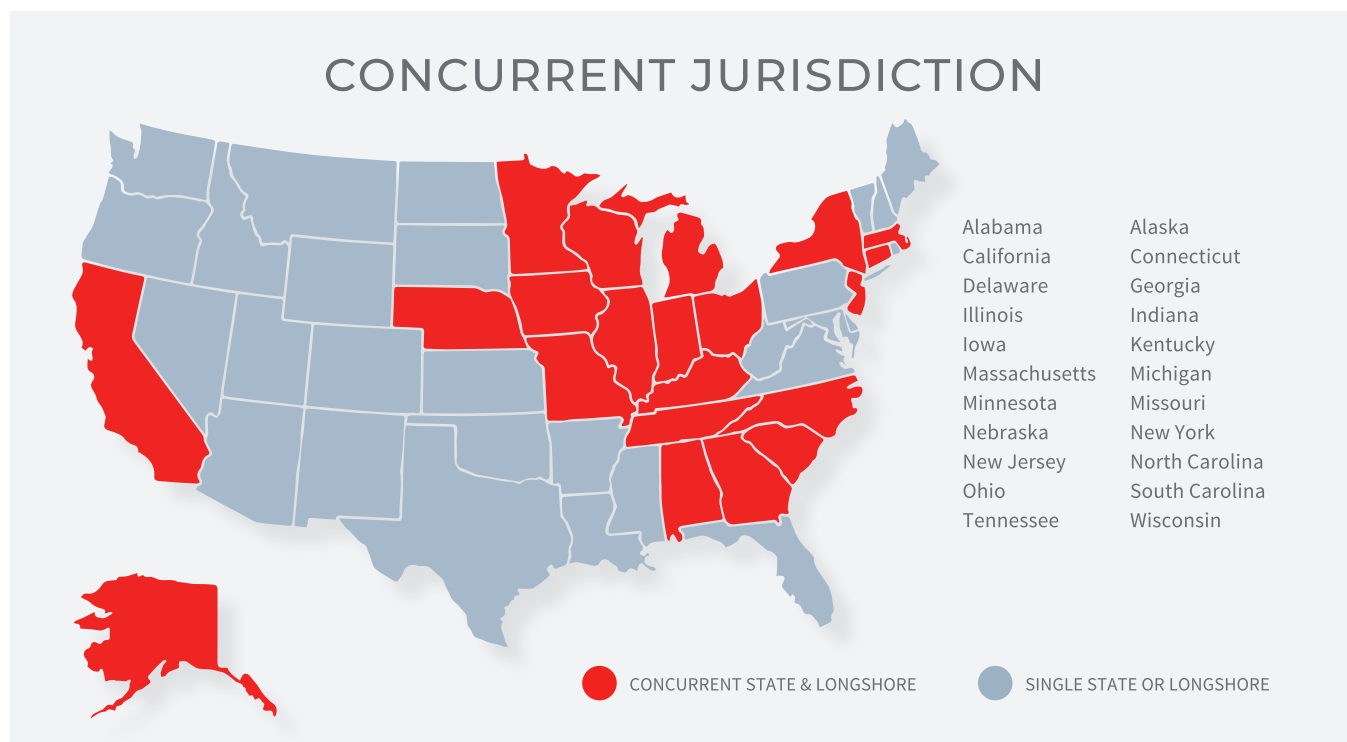 CONCURRENT JURISDICTION
Alabama
California
Delaware
Illinois
Iowa
Massachusetts
Minnesota
Nebraska
New Jersey
Ohio
Tennessee
Alaska
Connecticut
Georgia
Indiana
Kentucky
Michigan
Missouri
New York
North Carolina
South Carolina
Wisconsin
CONCURRENT STATE & LONGSHORE
SINGLE STATE OR LONGSHORE